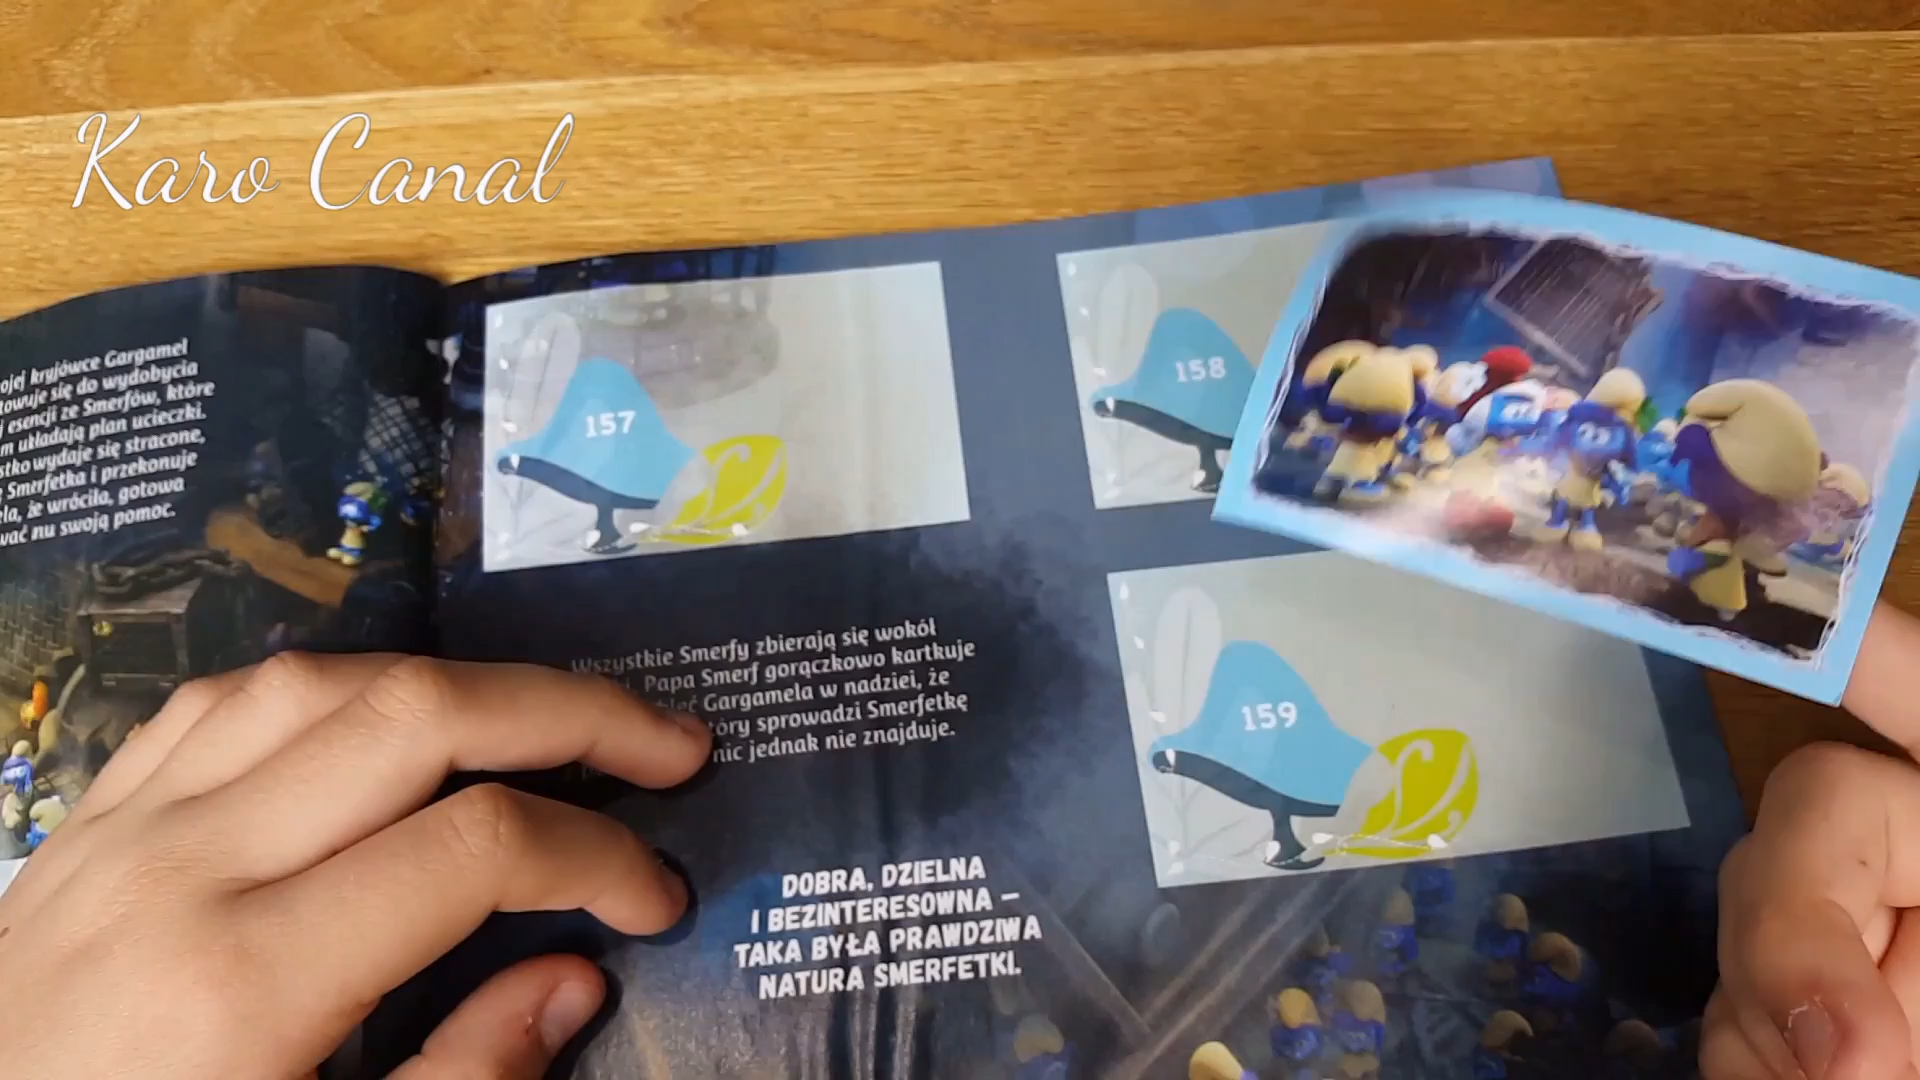 Karo Canal
ojej kryjówce Gargamel
towuje się do wydobycia
j esencji ze Smerfów, które
m układają plan ucieczki.
stko wydaje się stracone,
ę Smerfetka i przekonuje
ela, że wróciła, gotowa
wać nu swoją pomoc.
157
158
159
Wszystkie Smerfy zbierają się wokół
Papa Smerf gorączkowo kartkuje
Gargamela w nadziei, że
tóry sprowadzi Smerfetkę
nic jednak nie znajduje.
DOBRA, DZIELNA
I BEZINTERESOWNA –
TAKA BYŁA PRAWDZIWA
NATURA SMERFETKI.